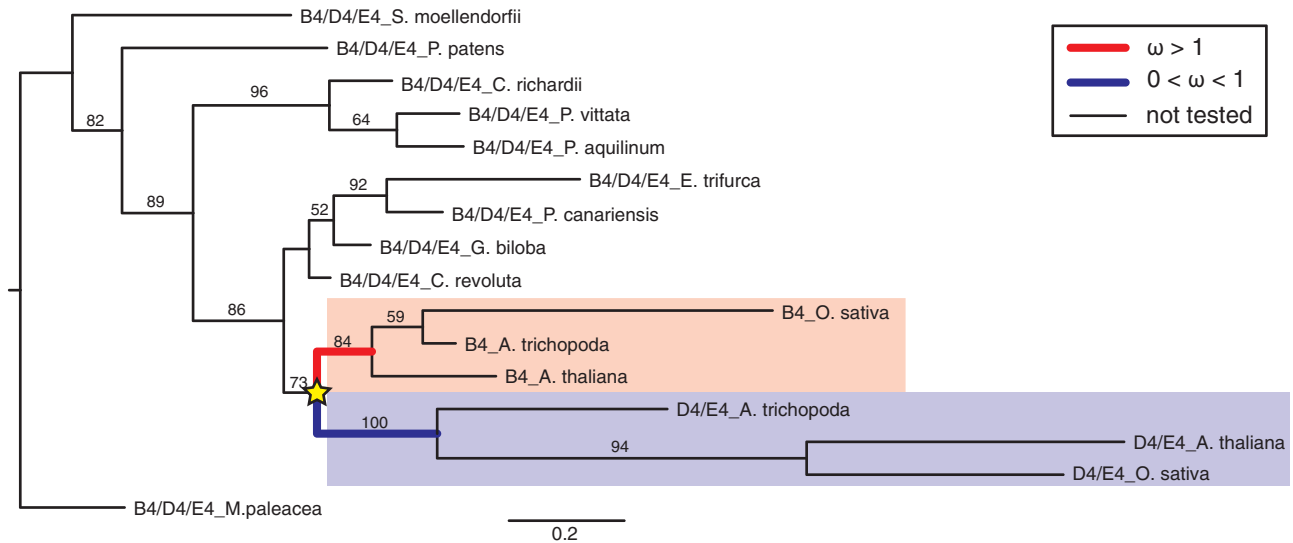 B4/D4/E4_S. moellendorfii
B4/D4/E4_P. patens
82
B4/D4/E4_C. richardii
96
B4/D4/E4_P. vittata
64
B4/D4/E4_P. aquilinum
89
B4/D4/E4_E. trifurca
92
B4/D4/E4_P. canariensis
52
B4/D4/E4_G. biloba
B4/D4/E4_C. revoluta
86
B4_O. sativa
59
B4_A. trichopoda
84
B4_A. thaliana
73
D4/E4_A. trichopoda
100
D4/E4_A. thaliana
94
D4/E4_O. sativa
B4/D4/E4_M.paleacea
0.2
ω > 1
0 < ω < 1
not tested